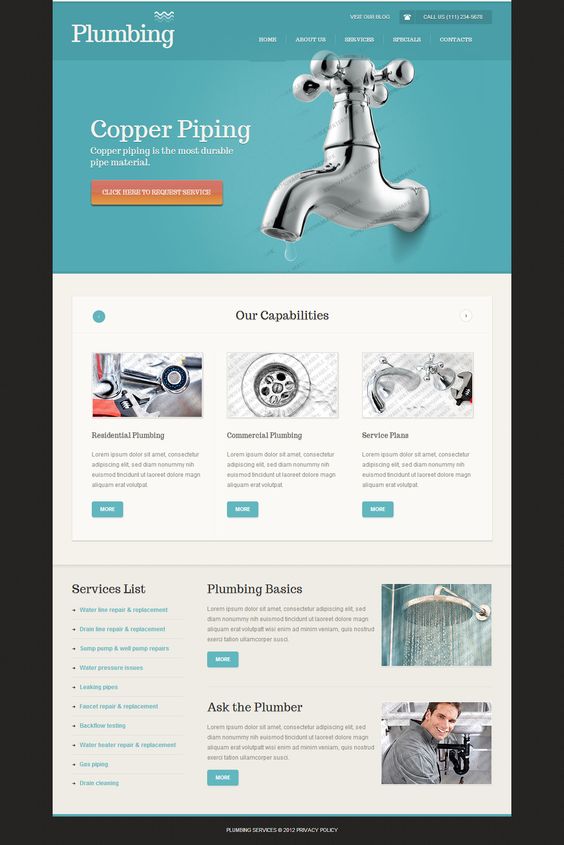 Plumbing
VISIT OUR BLOG
CALL US (111) 234-5678
HOME
ABOUT US
SERVICES
SPECIALS
CONTACTS
Copper Piping
Copper piping is the most durable
pipe material.
CLICK HERE TO REQUEST SERVICE
Our Capabilities
Residential Plumbing
Lorem ipsum dolor sit amet, consectetur
adipiscing elit, sed diam nonummy nih
euismod tincidunt ut laoreet dolore magn
aliquam erat volutpat.
MORE
Commercial Plumbing
Lorem ipsum dolor sit amet, consectetur
adipiscing elit, sed diam nonummy nih
euismod tincidunt ut laoreet dolore magn
aliquam erat volutpat.
MORE
Service Plans
Lorem ipsum dolor sit amet, consectetur
adipiscing elit, sed diam nonummy nih
euismod tincidunt ut laoreet dolore magn
aliquam erat volutpat.
MORE
Services List
Water line repair & replacement
Drain line repair & replacement
Sump pump & well pump repairs
Water pressure issues
Leaking pipes
Faucet repair & replacement
Backflow testing
Water heater repair & replacement
Gas piping
Drain cleaning
Plumbing Basics
Lorem ipsum dolor sit amet, consectetur adipiscing elit, sed
diam nonummy nih euismod tincidunt ut laoreet dolore magn
aliquam erat volutpat wisi enim ad minim veniam, quis nostrud
exerci tation ullamcorper susci.
MORE
Ask the Plumber
Lorem ipsum dolor sit amet, consectetur adipiscing elit, sed
diam nonummy nih euismod tincidunt ut laoreet dolore magn
aliquam erat volutpat wisi enim ad minim veniam, quis nostrud
exerci tation ullamcorper susci.
MORE
PLUMBING SERVICES © 2012 PRIVACY POLICY